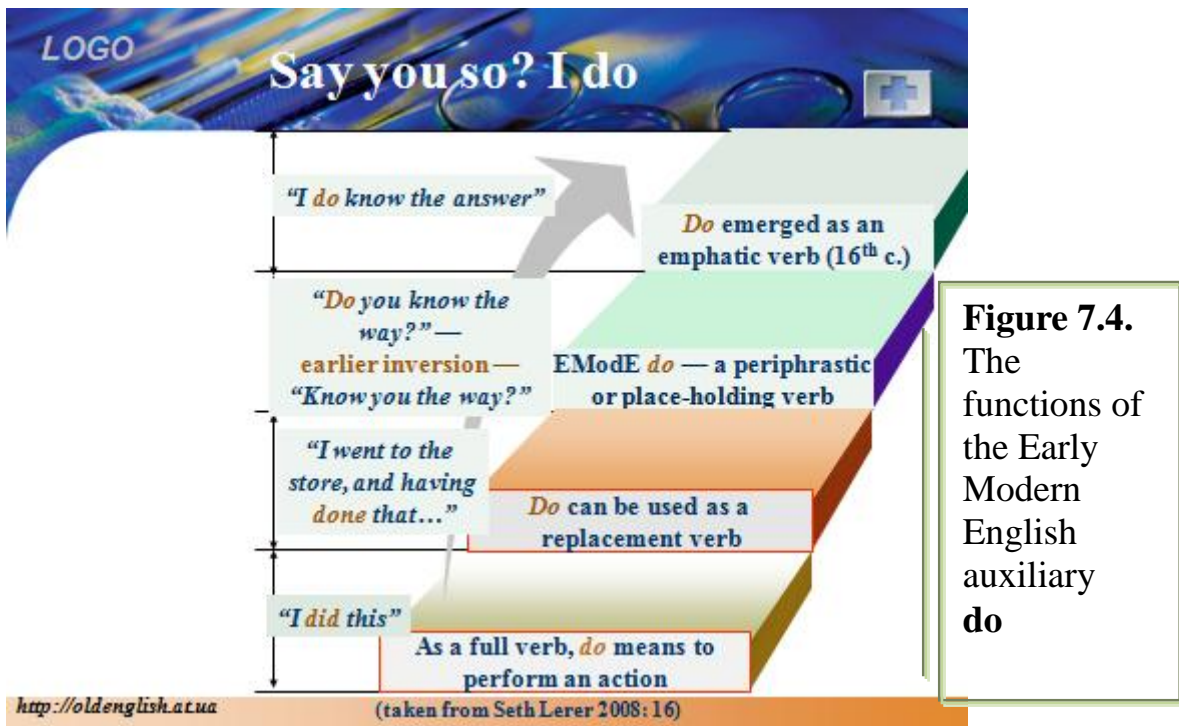 LOGO
Say you so? I do
“I do know the answer”
Do emerged as an
emphatic verb (16th c.)
“Do you know the
way?” —
earlier inversion —
“Know you the way?”
EModE do — a periphrastic
or place-holding verb
“I went to the
store, and having
done that…”
Do can be used as a
replacement verb
“I did this”
As a full verb, do means to
perform an action
http://oldenglish.at.ua
(taken from Seth Lerer 2008: 16)
Figure 7.4.
The
functions of
the Early
Modern
English
auxiliary
do